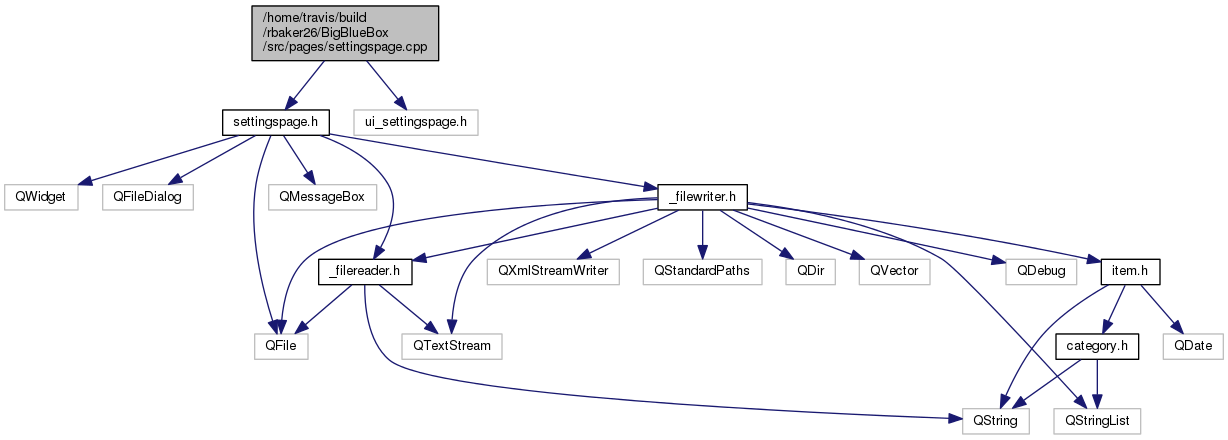 /home/travis/build
/rbaker26/BigBlueBox
/src/pages/settingspage.cpp
settingspage.h
ui_settingspage.h
QWidget
QFileDialog
QMessageBox
_filewriter.h
_filereader.h
QXmlStreamWriter
QStandardPaths
QDir
QVector
QDebug
item.h
QFile
QTextStream
category.h
QDate
QString
QStringList